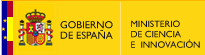 GOBIERNO
DE ESPAÑA
MINISTERIO
DE CIENCIA
E INNOVACIÓN